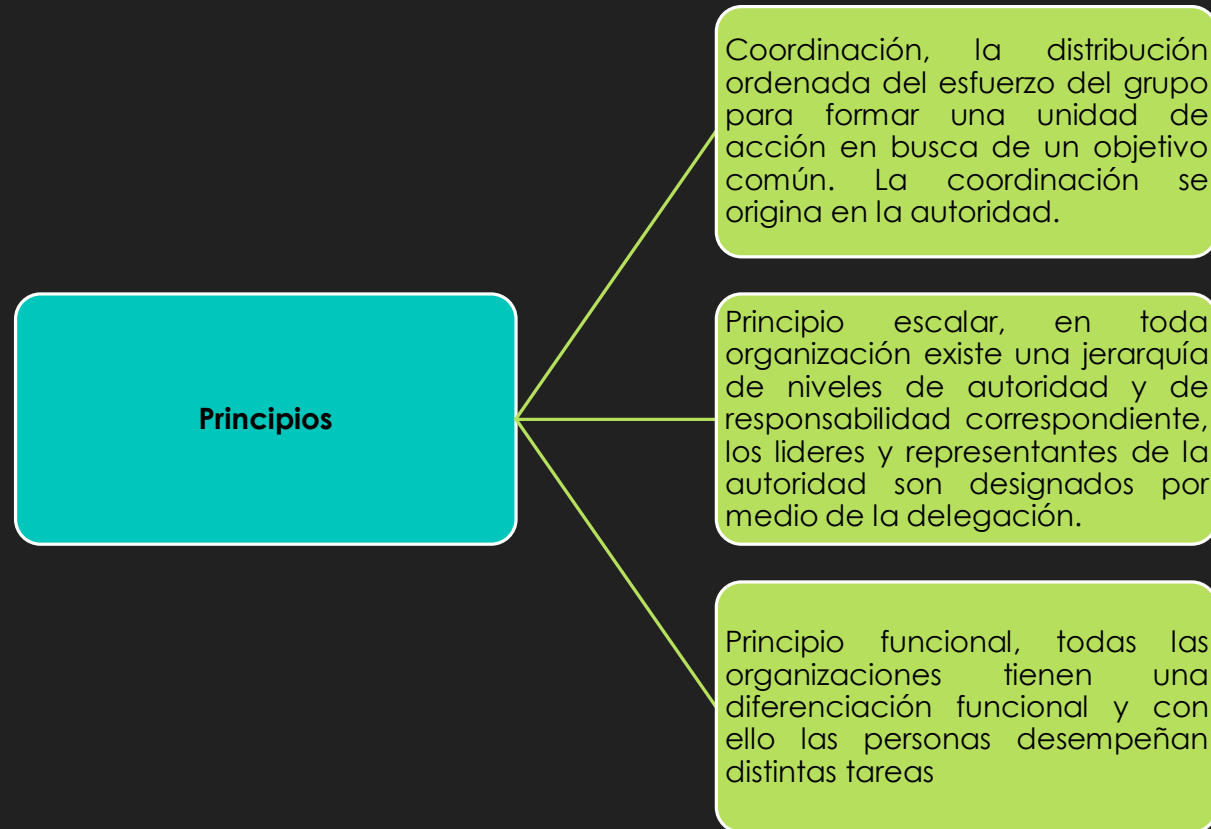 Principios
Coordinación, la distribución
ordenada del esfuerzo del grupo
para formar una unidad de
acción en busca de un objetivo
común. La coordinación se
origina en la autoridad.
Principio escalar, en toda
organización existe una jerarquía
de niveles de autoridad y de
responsabilidad correspondiente,
los lideres y representantes de la
autoridad son designados por
medio de la delegación.
Principio funcional, todas las
organizaciones tienen una
diferenciación funcional y con
ello las personas desempeñan
distintas tareas